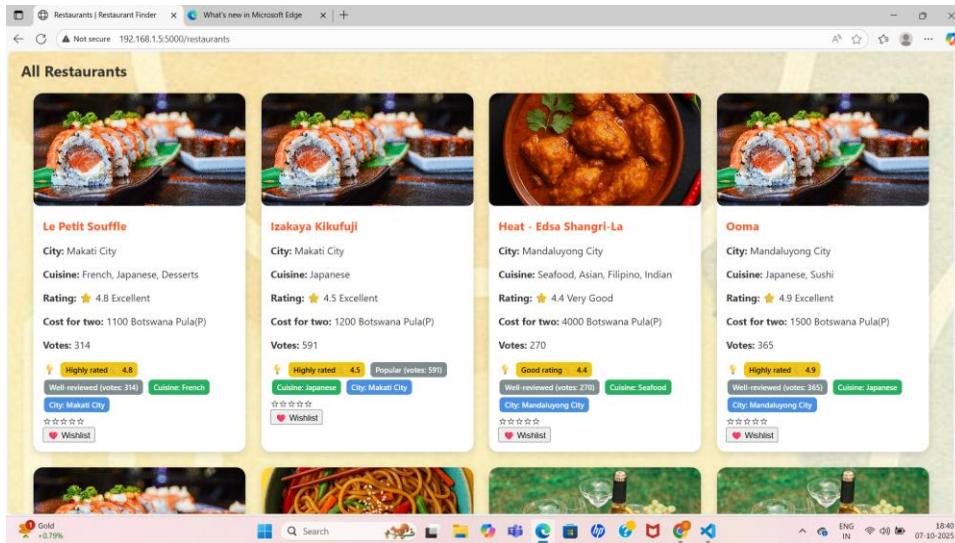 Restaurants | Restaurant Finder
What's new in Microsoft Edge
Not secure 192.168.1.5:5000/restaurants
All Restaurants
Le Petit Souffle
City: Makati City
Cuisine: French, Japanese, Desserts
Rating: ⭐ 4.8 Excellent
Cost for two: 1100 Botswana Pula(P)
Votes: 314
Highly rated 4.8
Well-reviewed (votes: 314) Cuisine: French
City: Makati City
☆☆☆☆☆
Wishlist
Izakaya Kikufuji
City: Makati City
Cuisine: Japanese
Rating: ⭐ 4.5 Excellent
Cost for two: 1200 Botswana Pula(P)
Votes: 591
Highly rated 4.5 Popular (votes: 591)
Cuisine: Japanese City: Makati City
☆☆☆☆☆
Wishlist
Heat - Edsa Shangri-La
City: Mandaluyong City
Cuisine: Seafood, Asian, Filipino, Indian
Rating: ⭐ 4.4 Very Good
Cost for two: 4000 Botswana Pula(P)
Votes: 270
Good rating 4.4
Well-reviewed (votes: 270) Cuisine: Seafood
City: Mandaluyong City
☆☆☆☆☆
Wishlist
Ooma
City: Mandaluyong City
Cuisine: Japanese, Sushi
Rating: ⭐ 4.9 Excellent
Cost for two: 1500 Botswana Pula(P)
Votes: 365
Highly rated 4.9
Well-reviewed (votes: 365) Cuisine: Japanese
City: Mandaluyong City
☆☆☆☆☆
Wishlist
1
Gold
+0.79%
Search
ENG
IN
18:40
07-10-2025